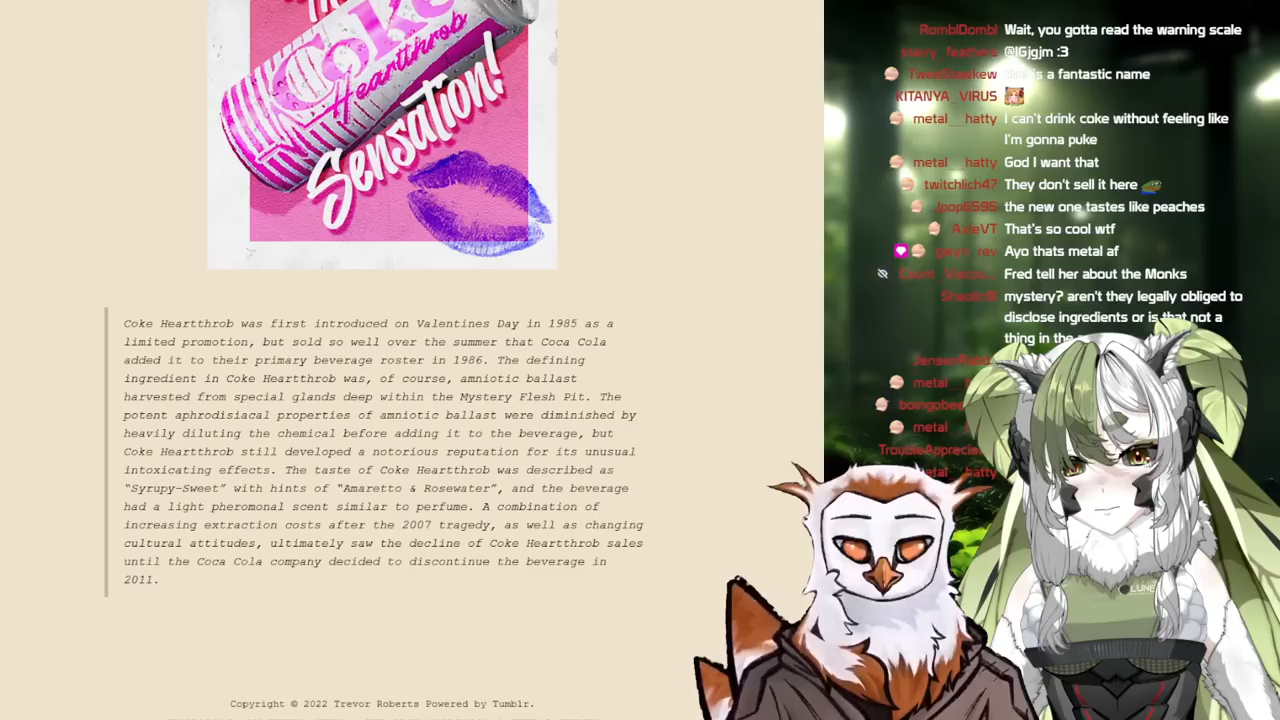 Coke
Heartthrob
Sensation!
Coke Heartthrob was first introduced on Valentines Day in 1985 as a
limited promotion, but sold so well over the summer that Coca Cola
added it to their primary beverage roster in 1986. The defining
ingredient in Coke Heartthrob was, of course, amniotic ballast
harvested from special glands deep within the Mystery Flesh Pit. The
potent aphrodisiacal properties of amniotic ballast were diminished by
heavily diluting the chemical before adding it to the beverage, but
Coke Heartthrob still developed a notorious reputation for its unusual
intoxicating effects. The taste of Coke Heartthrob was described as
“Syrupy-Sweet” with hints of “Amaretto & Rosewater”, and the beverage
had a light pheromonal scent similar to perfume. A combination of
increasing extraction costs after the 2007 tragedy, as well as changing
cultural attitudes, ultimately saw the decline of Coke Heartthrob sales
until the Coca Cola company decided to discontinue the beverage in
2011.
Copyright © 2022 Trevor Roberts Powered by Tumblr.
RomblDombl Wait, you gotta read the warning scale
starry_feathers @IGjgjm :3
is a fantastic name
KITANYA_VIRUS
metal__hatty I can't drink coke without feeling like
I'm gonna puke
metal__hatty God I want that
twitchlich47 They don't sell it here
Jpop6595 the new one tastes like peaches
That's so cool wtf
gwyn_rev Ayo thats metal af
Fred tell her about the Monks
mystery? aren't they legally obliged to
disclose ingredients or is that not a
thing in the
metal
metal
LUNE